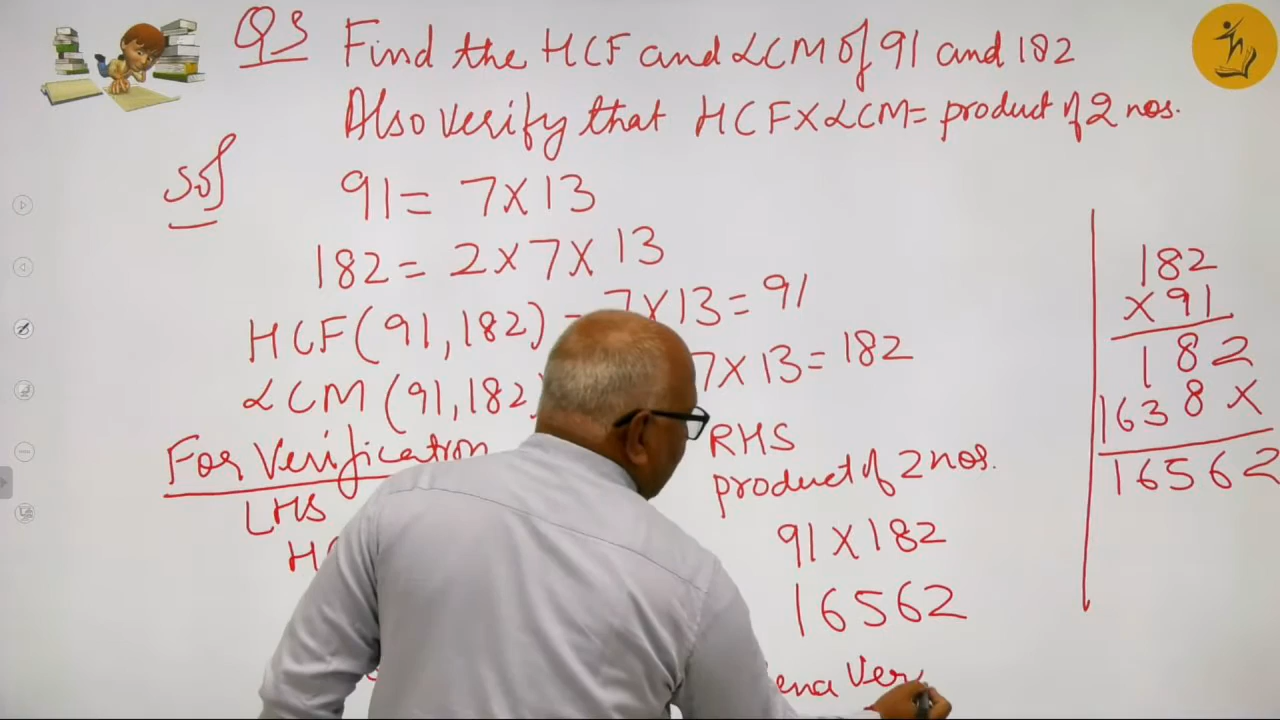 Q3 Find the HCF and LCM of 91 and 182
Also verify that HCF×LCM= product of 2 nos.
Sol
91= 7×13
182= 2×7×13
HCF(91,182) = 7×13=91
LCM(91,182) 7×13=182
For Verification
LHS
RHS
product of 2 nos.
91×182
16562
182
×91
182
1638×
16562